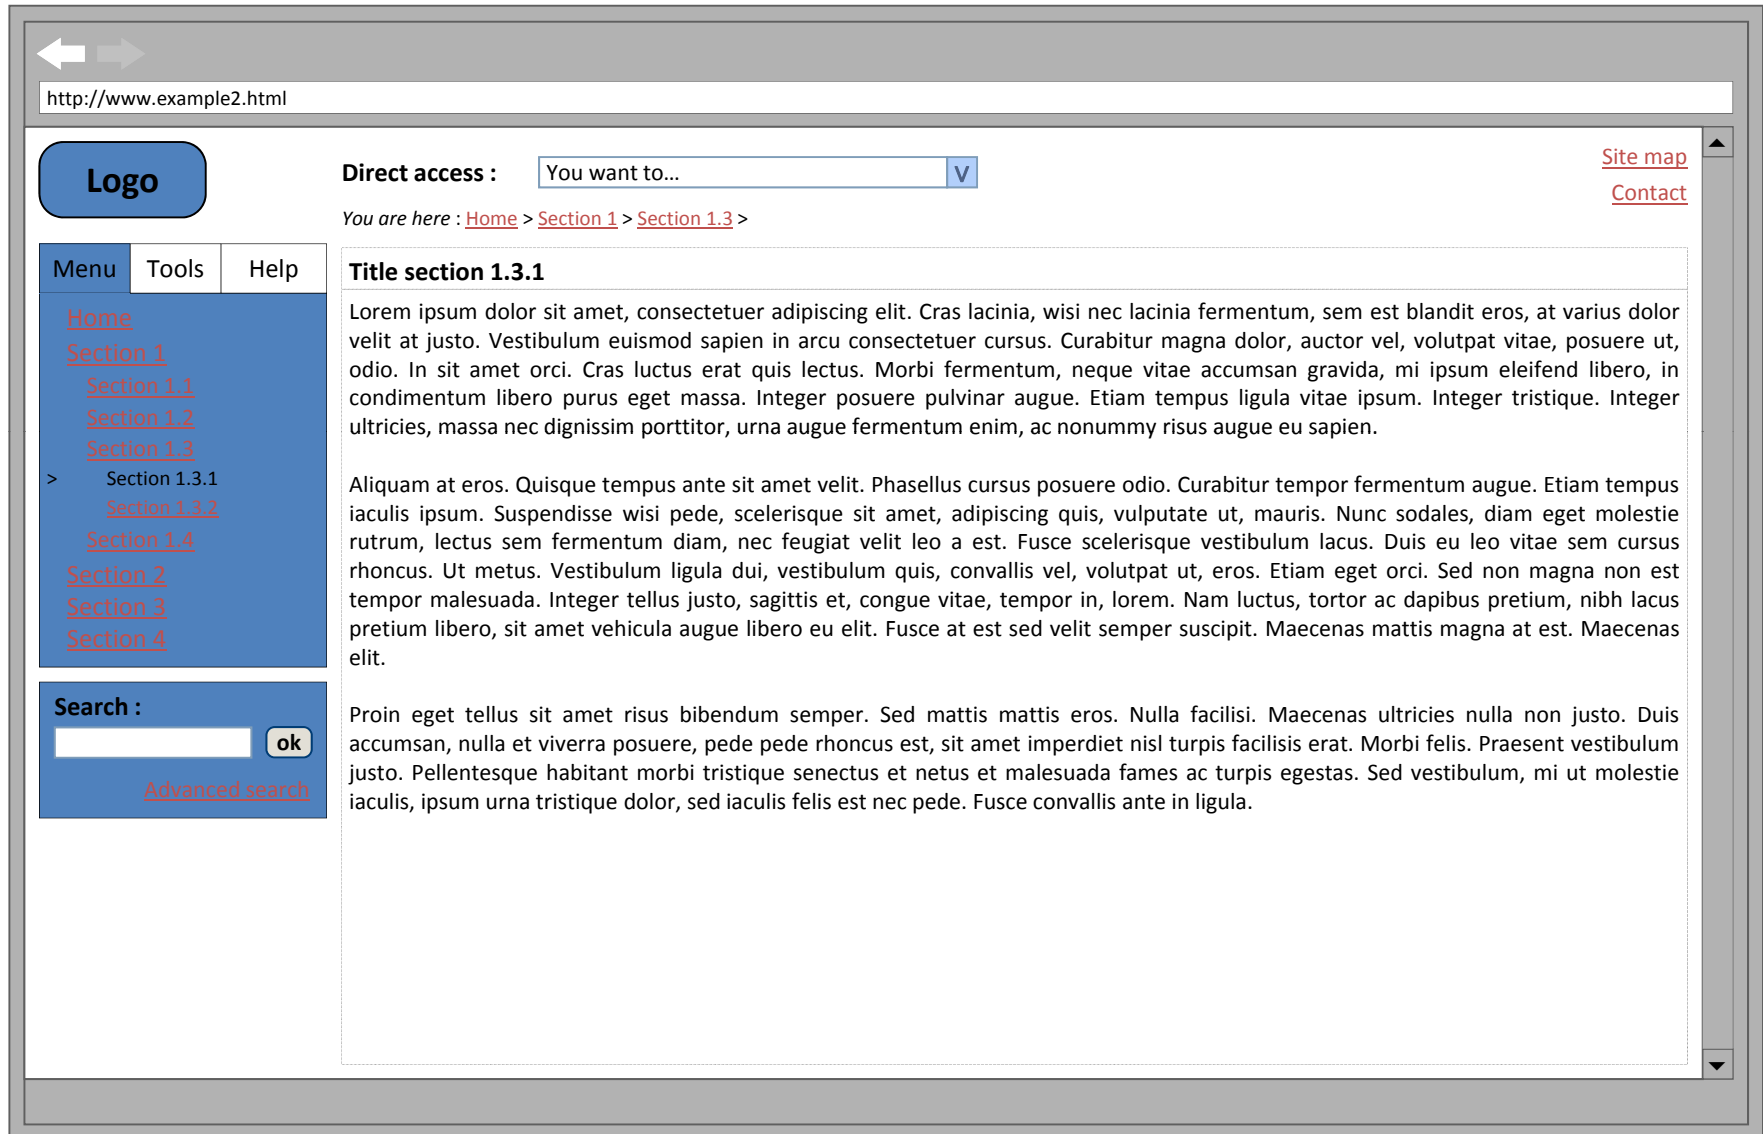 http://www.example2.html
Logo
Direct access :
You want to...
V
Site map
Contact
You are here : Home > Section 1 > Section 1.3 >
Menu
Tools
Help
Home
Section 1
Section 1.1
Section 1.2
Section 1.3
> Section 1.3.1
Section 1.3.2
Section 1.4
Section 2
Section 3
Section 4
Search :
ok
Advanced search
Title section 1.3.1
Lorem ipsum dolor sit amet, consectetuer adipiscing elit. Cras lacinia, wisi nec lacinia fermentum, sem est blandit eros, at varius dolor
velit at justo. Vestibulum euismod sapien in arcu consectetuer cursus. Curabitur magna dolor, auctor vel, volutpat vitae, posuere ut,
odio. In sit amet orci. Cras luctus erat quis lectus. Morbi fermentum, neque vitae accumsan gravida, mi ipsum eleifend libero, in
condimentum libero purus eget massa. Integer posuere pulvinar augue. Etiam tempus ligula vitae ipsum. Integer tristique. Integer
ultricies, massa nec dignissim porttitor, urna augue fermentum enim, ac nonummy risus augue eu sapien.
Aliquam at eros. Quisque tempus ante sit amet velit. Phasellus cursus posuere odio. Curabitur tempor fermentum augue. Etiam tempus
iaculis ipsum. Suspendisse wisi pede, scelerisque sit amet, adipiscing quis, vulputate ut, mauris. Nunc sodales, diam eget molestie
rutrum, lectus sem fermentum diam, nec feugiat velit leo a est. Fusce scelerisque vestibulum lacus. Duis eu leo vitae sem cursus
rhoncus. Ut metus. Vestibulum ligula dui, vestibulum quis, convallis vel, volutpat ut, eros. Etiam eget orci. Sed non magna non est
tempor malesuada. Integer tellus justo, sagittis et, congue vitae, tempor in, lorem. Nam luctus, tortor ac dapibus pretium, nibh lacus
pretium libero, sit amet vehicula augue libero eu elit. Fusce at est sed velit semper suscipit. Maecenas mattis magna at est. Maecenas
elit.
Proin eget tellus sit amet risus bibendum semper. Sed mattis mattis eros. Nulla facilisi. Maecenas ultricies nulla non justo. Duis
accumsan, nulla et viverra posuere, pede pede rhoncus est, sit amet imperdiet nisl turpis facilisis erat. Morbi felis. Praesent vestibulum
justo. Pellentesque habitant morbi tristique senectus et netus et malesuada fames ac turpis egestas. Sed vestibulum, mi ut molestie
iaculis, ipsum urna tristique dolor, sed iaculis felis est nec pede. Fusce convallis ante in ligula.